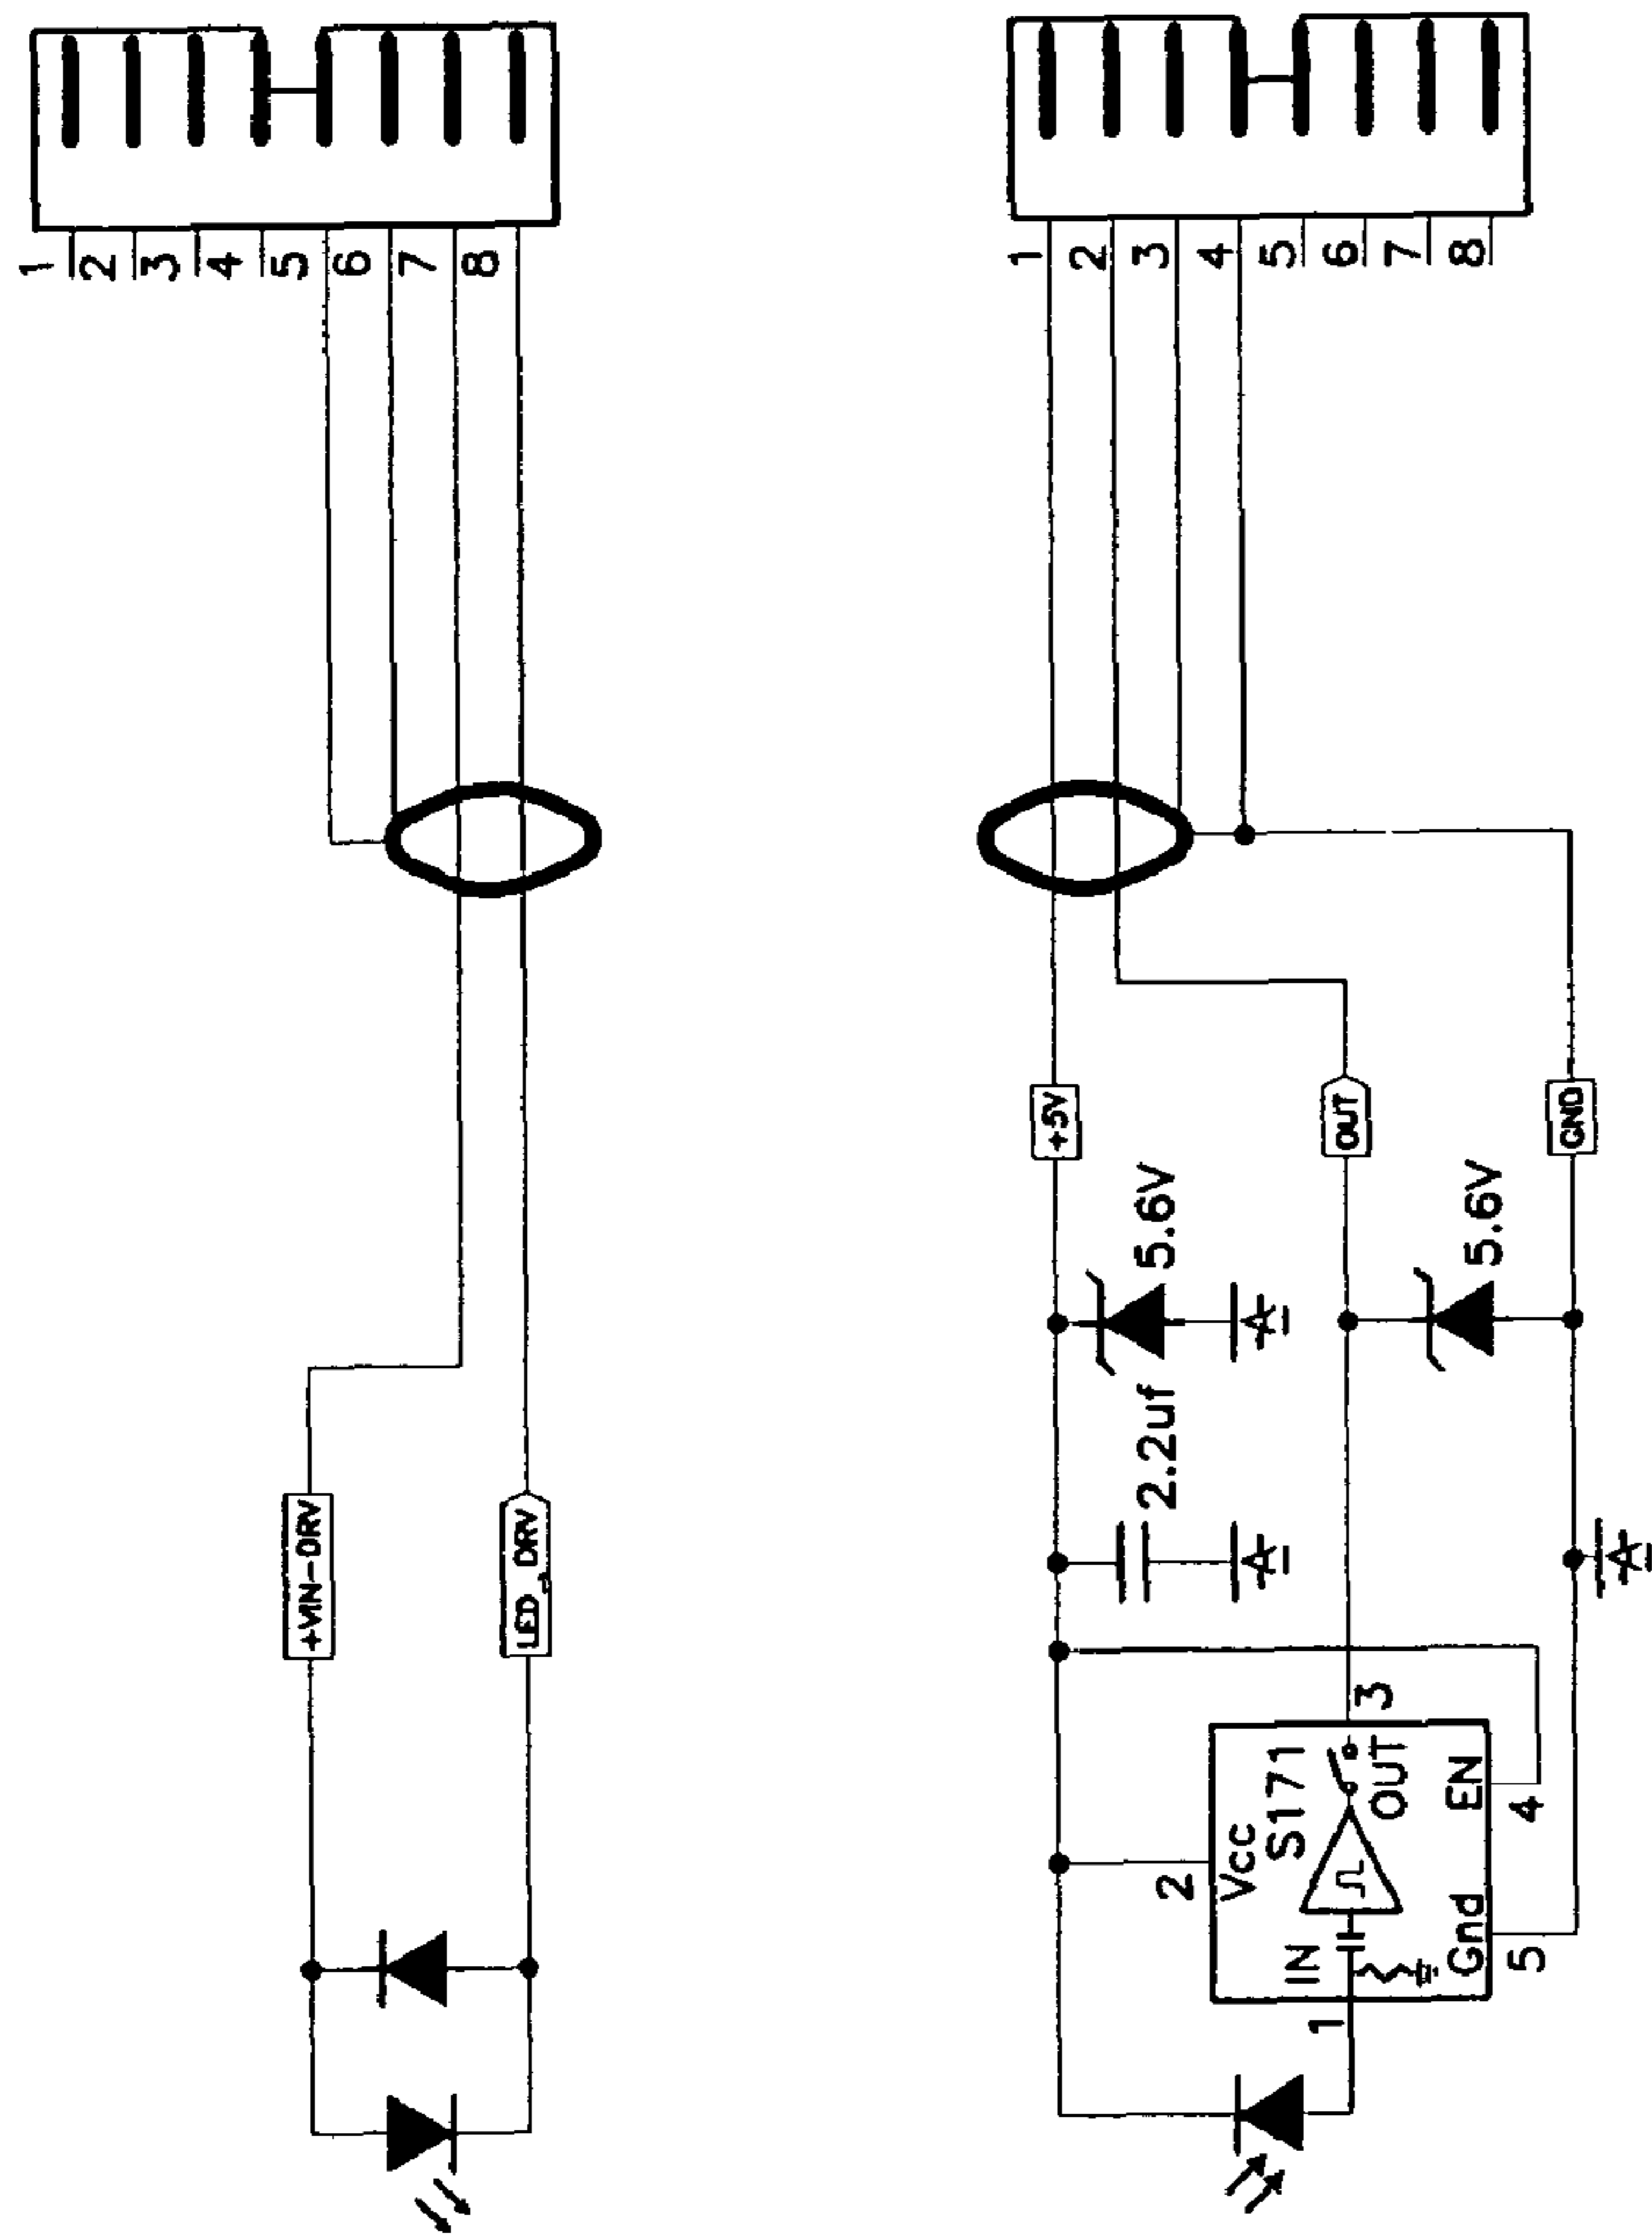 1
2
3
4
5
6
7
8
1
2
3
4
5
6
7
8
+VIN-DRV
LED_DRV
+5V
OUT
GND
5.6V
5.6V
2.2uf
3
S171
OUT
EN
4
Vcc
2
IN
Gnd
5
1